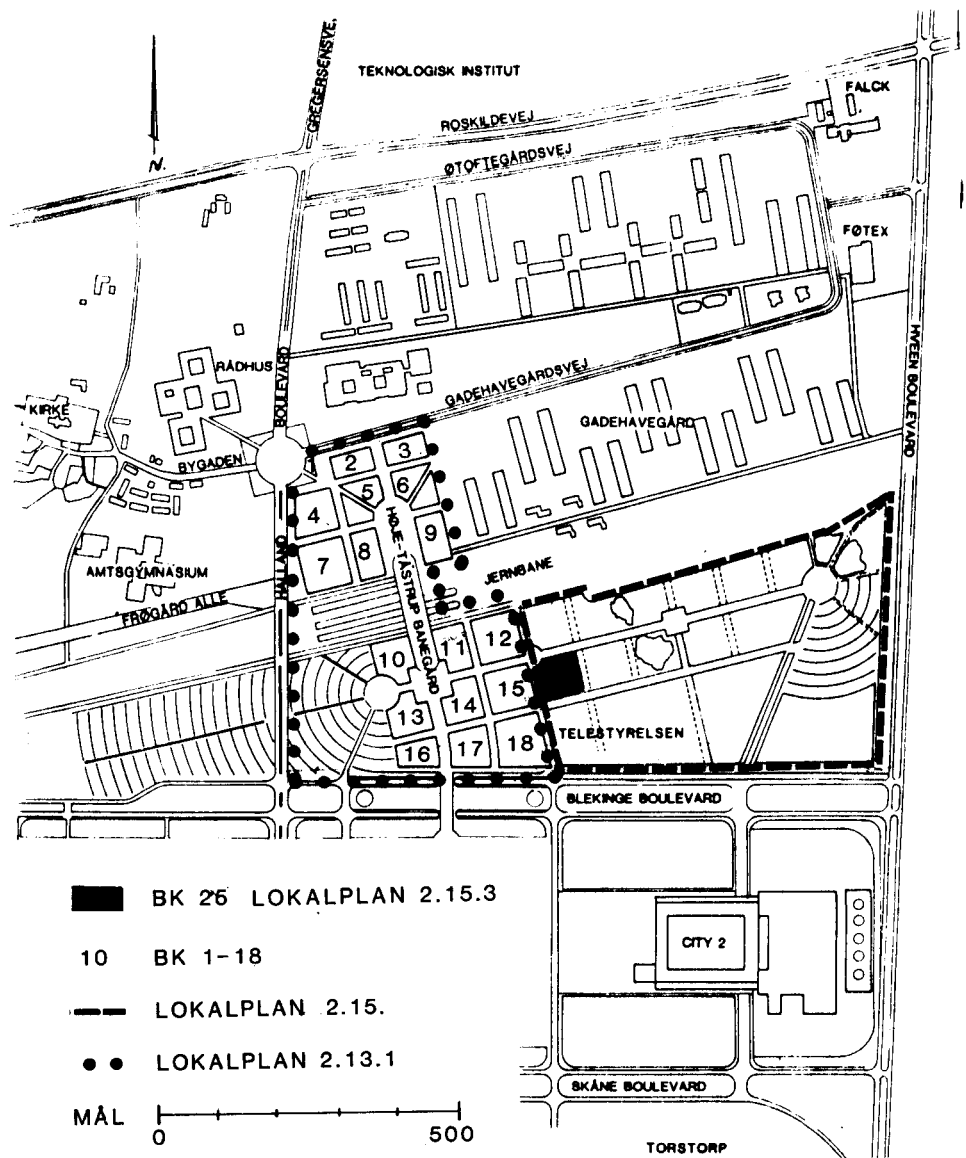 GREGERSENSVE.
TEKNOLOGISK INSTITUT
FALCK
ROSKILDEVEJ
ØTOFTEGÅRDSVEJ
N.
FØTEX
HVEEN BOULEVARD
RÅDHUS
BOULEVARD
KIRKE
GADEHAVEGÅRDSVEJ
GADEHAVEGÅRD
BYGADEN
2
3
5
6
4
9
7
8
HØJE-TÅSTRUP BANEGÅRD
AMTSGYMNASIUM
HALLAND
FRØGÅRD ALLE
JERNBANE
10
11
12
13
14
15
16
17
18
TELESTYRELSEN
BLEKINGE BOULEVARD
CITY 2
SKÅNE BOULEVARD
TORSTORP
BK 25 LOKALPLAN 2.15.3
10 BK 1-18
LOKALPLAN 2.15.
LOKALPLAN 2.13.1
MÅL
0 500